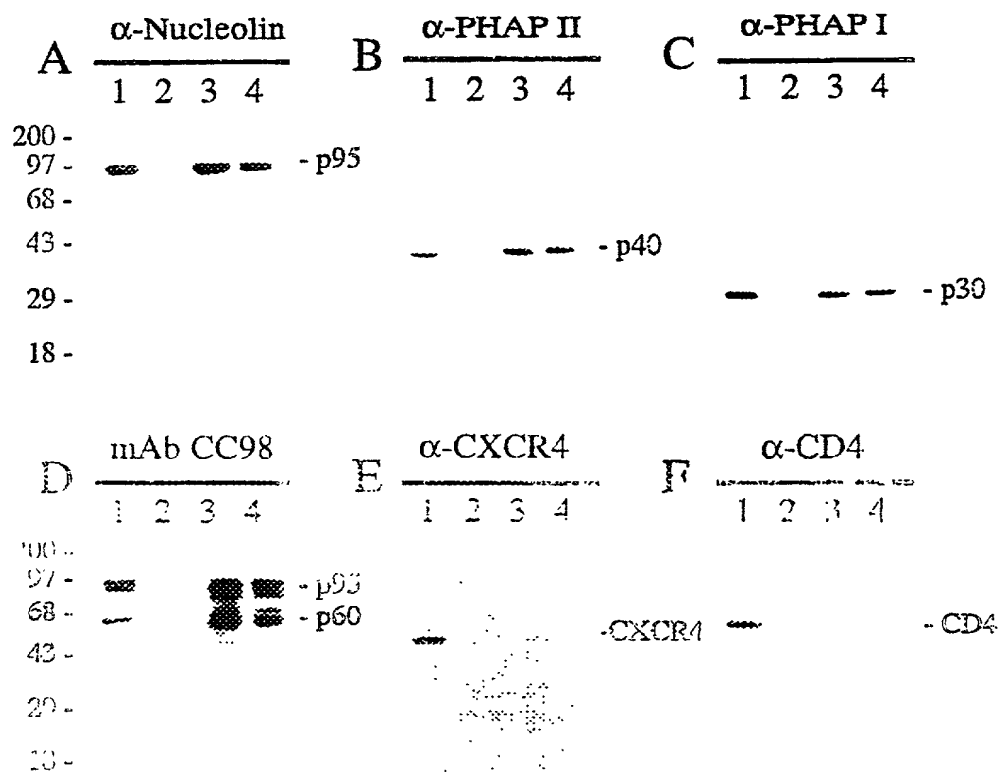 A α-Nucleolin
1 2 3 4
B α-PHAP II
1 2 3 4
C α-PHAP I
1 2 3 4
200 -
97 -
68 -
43 -
29 -
18 -
- p95
- p40
- p30
D mAb CC98
1 2 3 4
E α-CXCR4
1 2 3 4
F α-CD4
1 2 3 4
97 -
68 -
43 -
- p60
-CXCR4
- CD4